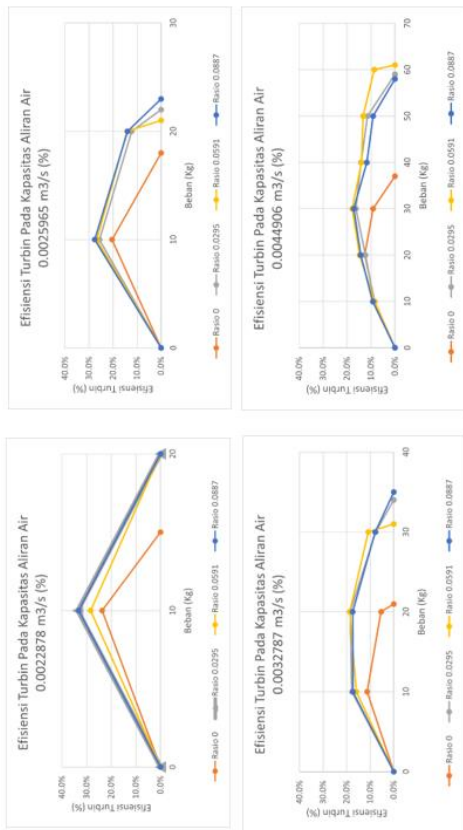 Efisiensi Turbin Pada Kapasitas Aliran Air
0.0022878 m3/s (%)
Efisiensi Turbin (%)
40.0%
30.0%
20.0%
10.0%
0.0%
0 10 20
Beban (Kg)
Rasio 0 Rasio 0.0295 Rasio 0.0591 Rasio 0.0887
Efisiensi Turbin Pada Kapasitas Aliran Air
0.0025965 m3/s (%)
Efisiensi Turbin (%)
40.0%
30.0%
20.0%
10.0%
0.0%
0 10 20 30
Beban (Kg)
Rasio 0 Rasio 0.0295 Rasio 0.0591 Rasio 0.0887
Efisiensi Turbin Pada Kapasitas Aliran Air
0.0032787 m3/s (%)
Efisiensi Turbin (%)
40.0%
30.0%
20.0%
10.0%
0.0%
0 10 20 30 40
Beban (Kg)
Rasio 0 Rasio 0.0295 Rasio 0.0591 Rasio 0.0887
Efisiensi Turbin Pada Kapasitas Aliran Air
0.0044906 m3/s (%)
Efisiensi Turbin (%)
40.0%
30.0%
20.0%
10.0%
0.0%
0 10 20 30 40 50 60 70
Beban (Kg)
Rasio 0 Rasio 0.0295 Rasio 0.0591 Rasio 0.0887